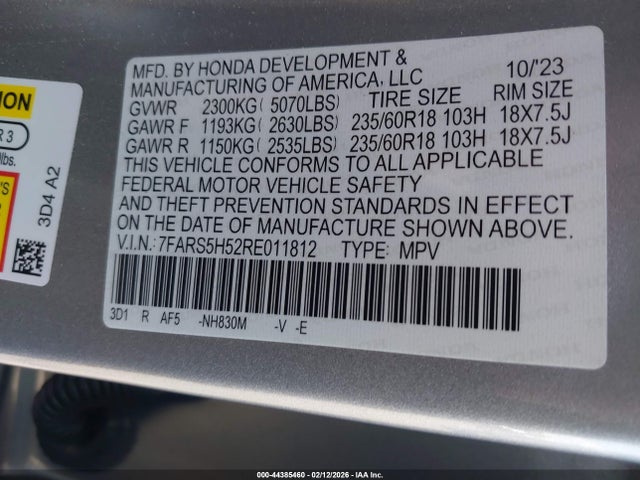 MFD. BY HONDA DEVELOPMENT &
MANUFACTURING OF AMERICA, LLC 10/'23
GVWR 2300KG ( 5070LBS) TIRE SIZE RIM SIZE
GAWR F 1193KG ( 2630LBS) 235/60R18 103H 18X7.5J
GAWR R 1150KG ( 2535LBS) 235/60R18 103H 18X7.5J
THIS VEHICLE CONFORMS TO ALL APPLICABLE
FEDERAL MOTOR VEHICLE SAFETY
AND THEFT PREVENTION STANDARDS IN EFFECT
ON THE DATE OF MANUFACTURE SHOWN ABOVE.
V.I.N.: 7FARS5H52RE011812 TYPE: MPV
3D1 R AF5 -NH830M -V -E
ION
R 3
lbs.
3D4 A2
000-44385460 - 02/12/2026 - IAA Inc.